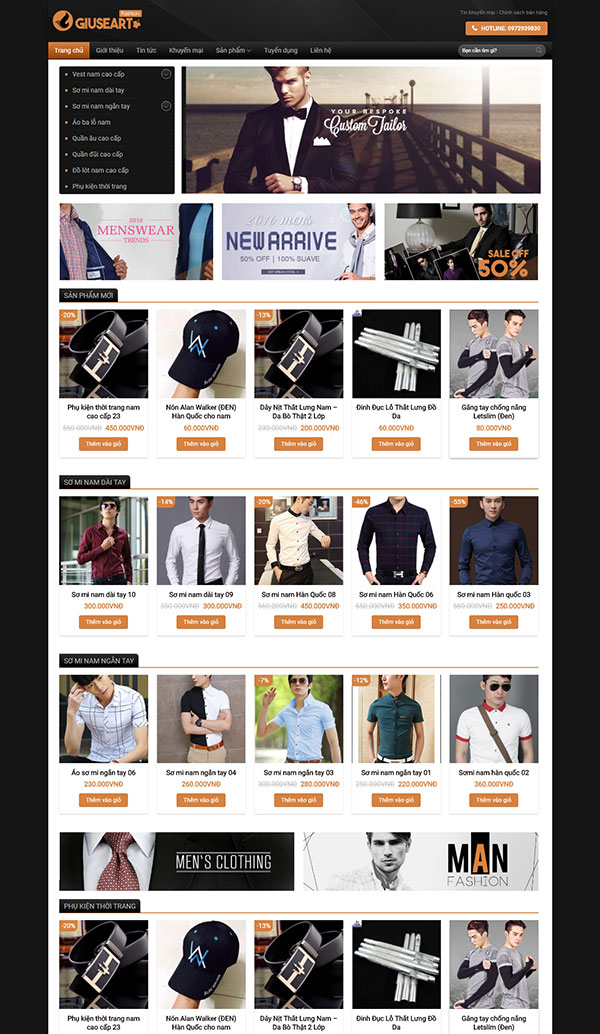 Fashion
GIUSEART
Tin khuyến mại | Chính sách bán hàng
HOTLINE: 0972939830
Trang chủ Giới thiệu Tin tức Khuyến mại Sản phẩm Tuyển dụng Liên hệ
Bạn cần tìm gì?
Vest nam cao cấp
Sơ mi nam dài tay
Sơ mi nam ngắn tay
Áo ba lỗ nam
Quần âu cao cấp
Quần đũi cao cấp
Đồ lót nam cao cấp
Phụ kiện thời trang
YOUR BESPOKE
Custom Tailor
2016
MENSWEAR
TRENDS
2016 mens
NEW ARRIVE
50% OFF | 100% SUAVE
SALE OFF
50%
SẢN PHẨM MỚI
-20% -13%
Phụ kiện thời trang nam cao cấp 23
560.000VNĐ 450.000VNĐ
Thêm vào giỏ
Nón Alan Walker (ĐEN) Hàn Quốc cho nam
60.000VNĐ
Thêm vào giỏ
Dây Nịt Thắt Lưng Nam – Da Bò Thật 2 Lớp
230.000VNĐ 200.000VNĐ
Thêm vào giỏ
Đinh Đục Lỗ Thắt Lưng Đồ Da
60.000VNĐ
Thêm vào giỏ
Găng tay chống nắng Letslim (Đen)
80.000VNĐ
Thêm vào giỏ
SƠ MI NAM DÀI TAY
-14% -20% -46% -55%
Sơ mi nam dài tay 10
300.000VNĐ
Thêm vào giỏ
Sơ mi nam dài tay 09
350.000VNĐ 300.000VNĐ
Thêm vào giỏ
Sơ mi nam Hàn Quốc 08
560.000VNĐ 450.000VNĐ
Thêm vào giỏ
Sơ mi nam Hàn Quốc 06
650.000VNĐ 350.000VNĐ
Thêm vào giỏ
Sơ mi nam Hàn quốc 03
560.000VNĐ 250.000VNĐ
Thêm vào giỏ
SƠ MI NAM NGẮN TAY
-7% -12%
Áo sơ mi ngắn tay 06
230.000VNĐ
Thêm vào giỏ
Sơ mi nam ngắn tay 04
260.000VNĐ
Thêm vào giỏ
Sơ mi nam ngắn tay 03
300.000VNĐ 280.000VNĐ
Thêm vào giỏ
Sơ mi nam ngắn tay 01
250.000VNĐ 220.000VNĐ
Thêm vào giỏ
Sơmi nam hàn quốc 02
360.000VNĐ
Thêm vào giỏ
MEN'S CLOTHING
MAN
FASHION
PHỤ KIỆN THỜI TRANG
-20% -13%
Phụ kiện thời trang nam cao cấp 23
Nón Alan Walker (ĐEN) Hàn Quốc cho nam
Dây Nịt Thắt Lưng Nam – Da Bò Thật 2 Lớp
Đinh Đục Lỗ Thắt Lưng Đồ Da
Găng tay chống nắng Letslim (Đen)